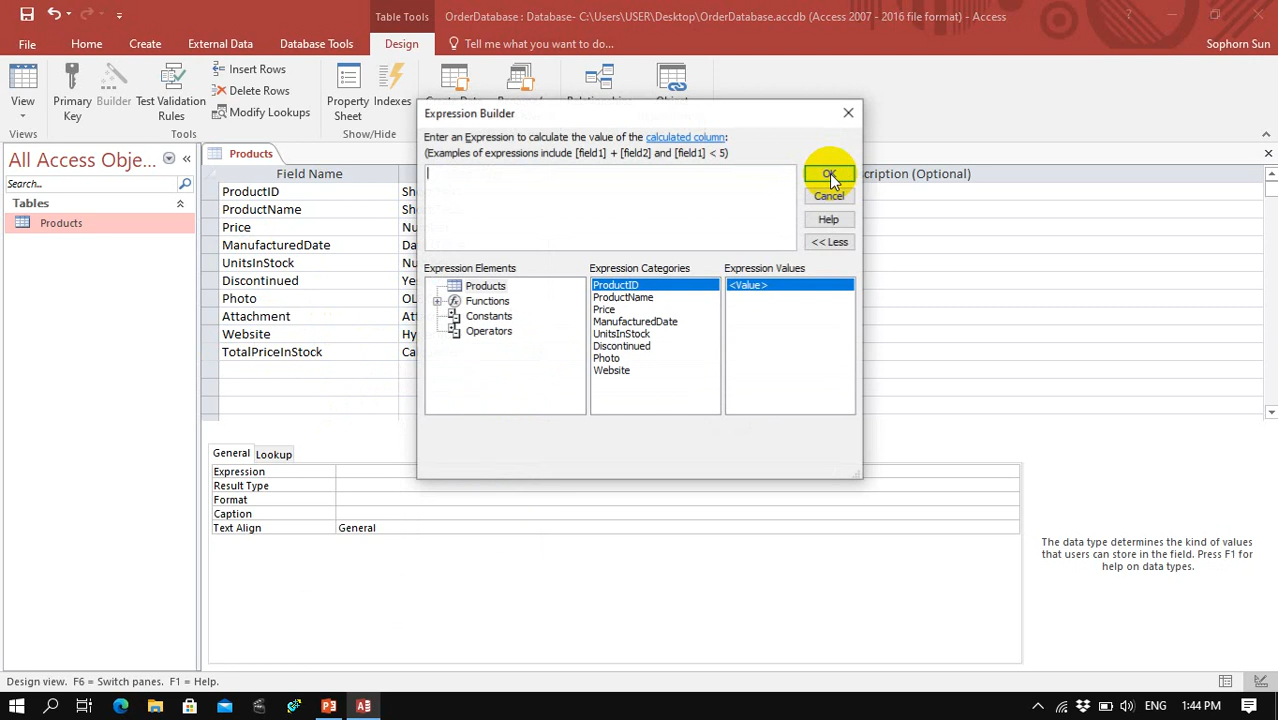 Table Tools
OrderDatabase : Database- C:\Users\USER\Desktop\OrderDatabase.accdb (Access 2007 - 2016 file format) - Access
File
Home
Create
External Data
Database Tools
Design
Tell me what you want to do...
Sophorn Sun
View
Primary Key
Builder
Test Validation Rules
Insert Rows
Delete Rows
Modify Lookups
Property Sheet
Indexes
Object
Views
Tools
Show/Hide
All Access Obje...
Search...
Tables
Products
Products
Field Name
scription (Optional)
ProductID
ProductName
Price
ManufacturedDate
UnitsInStock
Discontinued
Photo
Attachment
Website
TotalPriceInStock
Expression Builder
Enter an Expression to calculate the value of the calculated column:
(Examples of expressions include [field1] + [field2] and [field1] < 5)
OK
Cancel
Help
<< Less
Expression Elements
Expression Categories
Expression Values
Products
Functions
Constants
Operators
ProductID
ProductName
Price
ManufacturedDate
UnitsInStock
Discontinued
Photo
Website
<Value>
General
Lookup
Expression
Result Type
Format
Caption
Text Align
General
The data type determines the kind of values
that users can store in the field. Press F1 for
help on data types.
Design view. F6 = Switch panes. F1 = Help.
ENG
1:44 PM